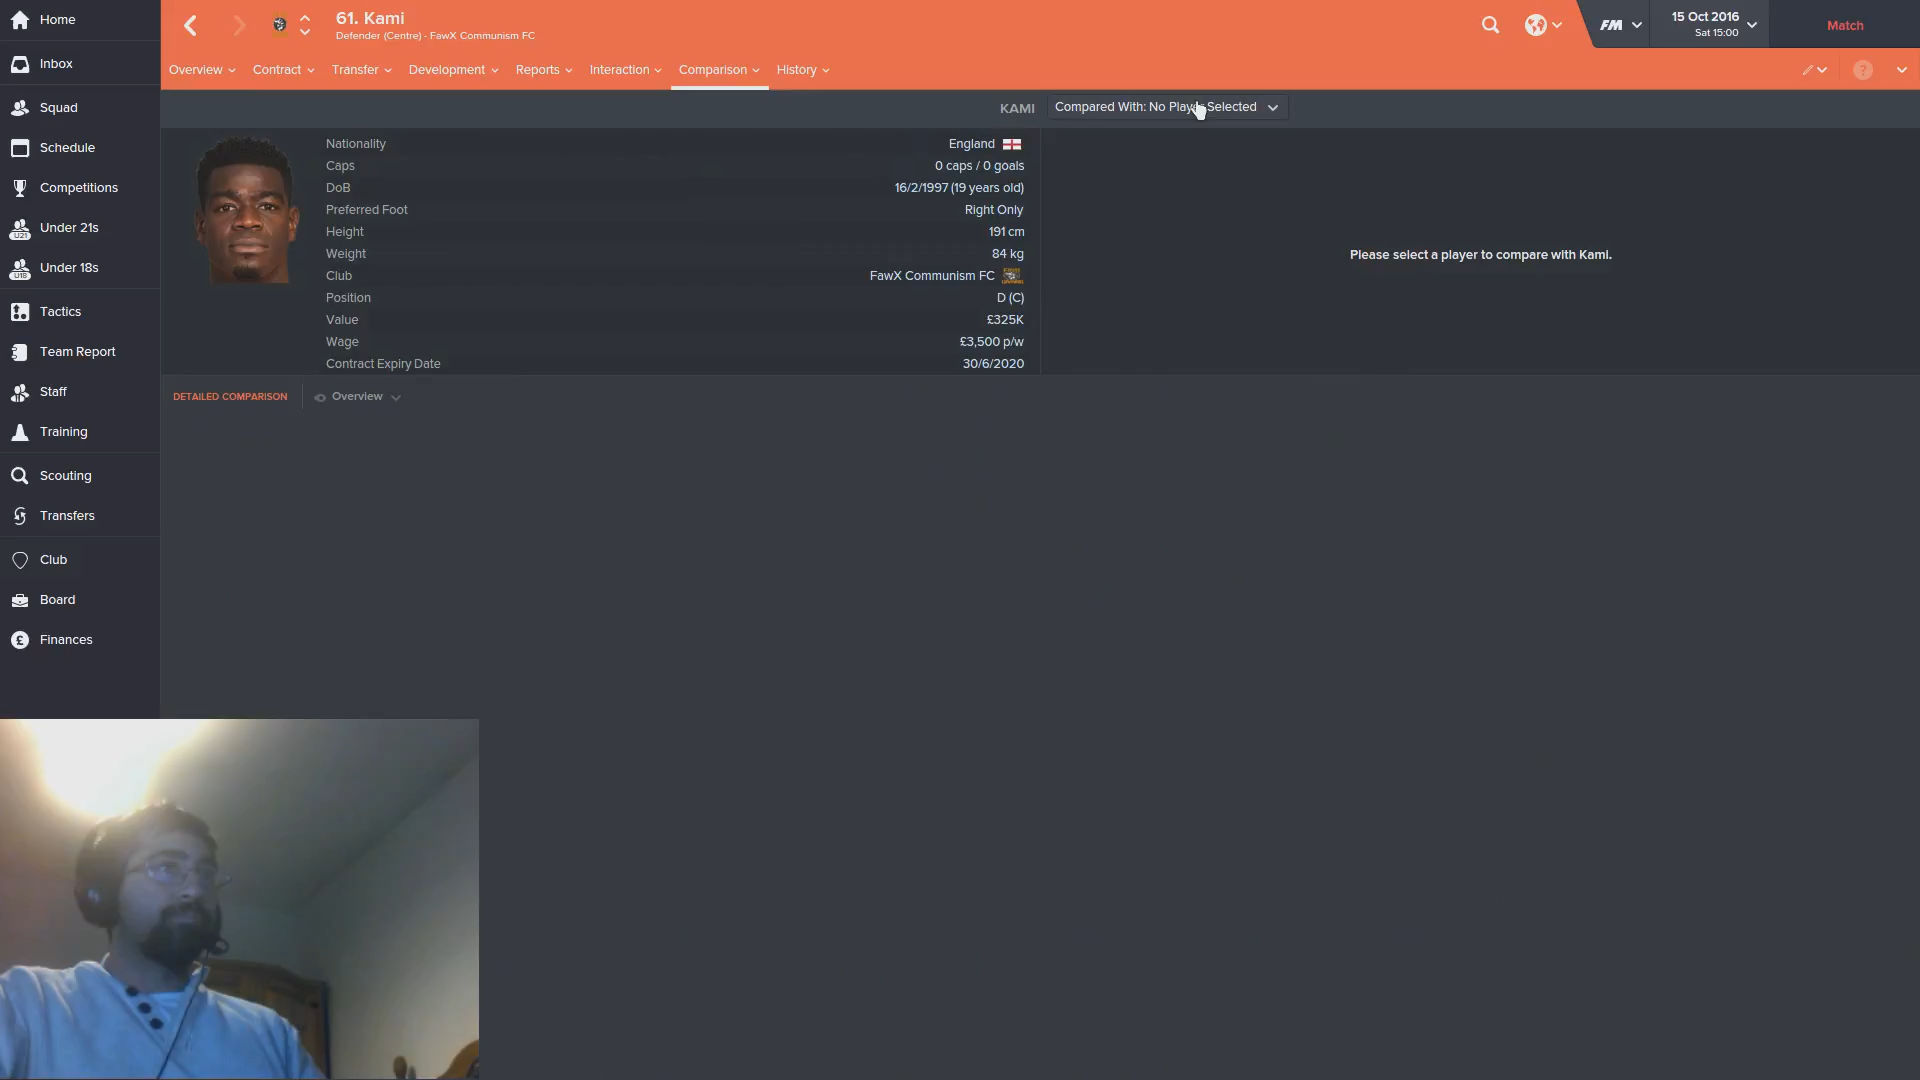 Home
Inbox
Squad
Schedule
Competitions
U21
Under 21s
U18
Under 18s
Tactics
Team Report
Staff
Training
Scouting
Transfers
Club
Board
£
Finances
61. Kami
Defender (Centre) - FawX Communism FC
FM
15 Oct 2016
Sat 15:00
Match
Overview
Contract
Transfer
Development
Reports
Interaction
Comparison
History
?
KAMI
Compared With: No Player Selected
Nationality England
Caps 0 caps / 0 goals
DoB 16/2/1997 (19 years old)
Preferred Foot Right Only
Height 191 cm
Weight 84 kg
Club FawX Communism FC
Position D (C)
Value £325K
Wage £3,500 p/w
Contract Expiry Date 30/6/2020
Please select a player to compare with Kami.
DETAILED COMPARISON
Overview